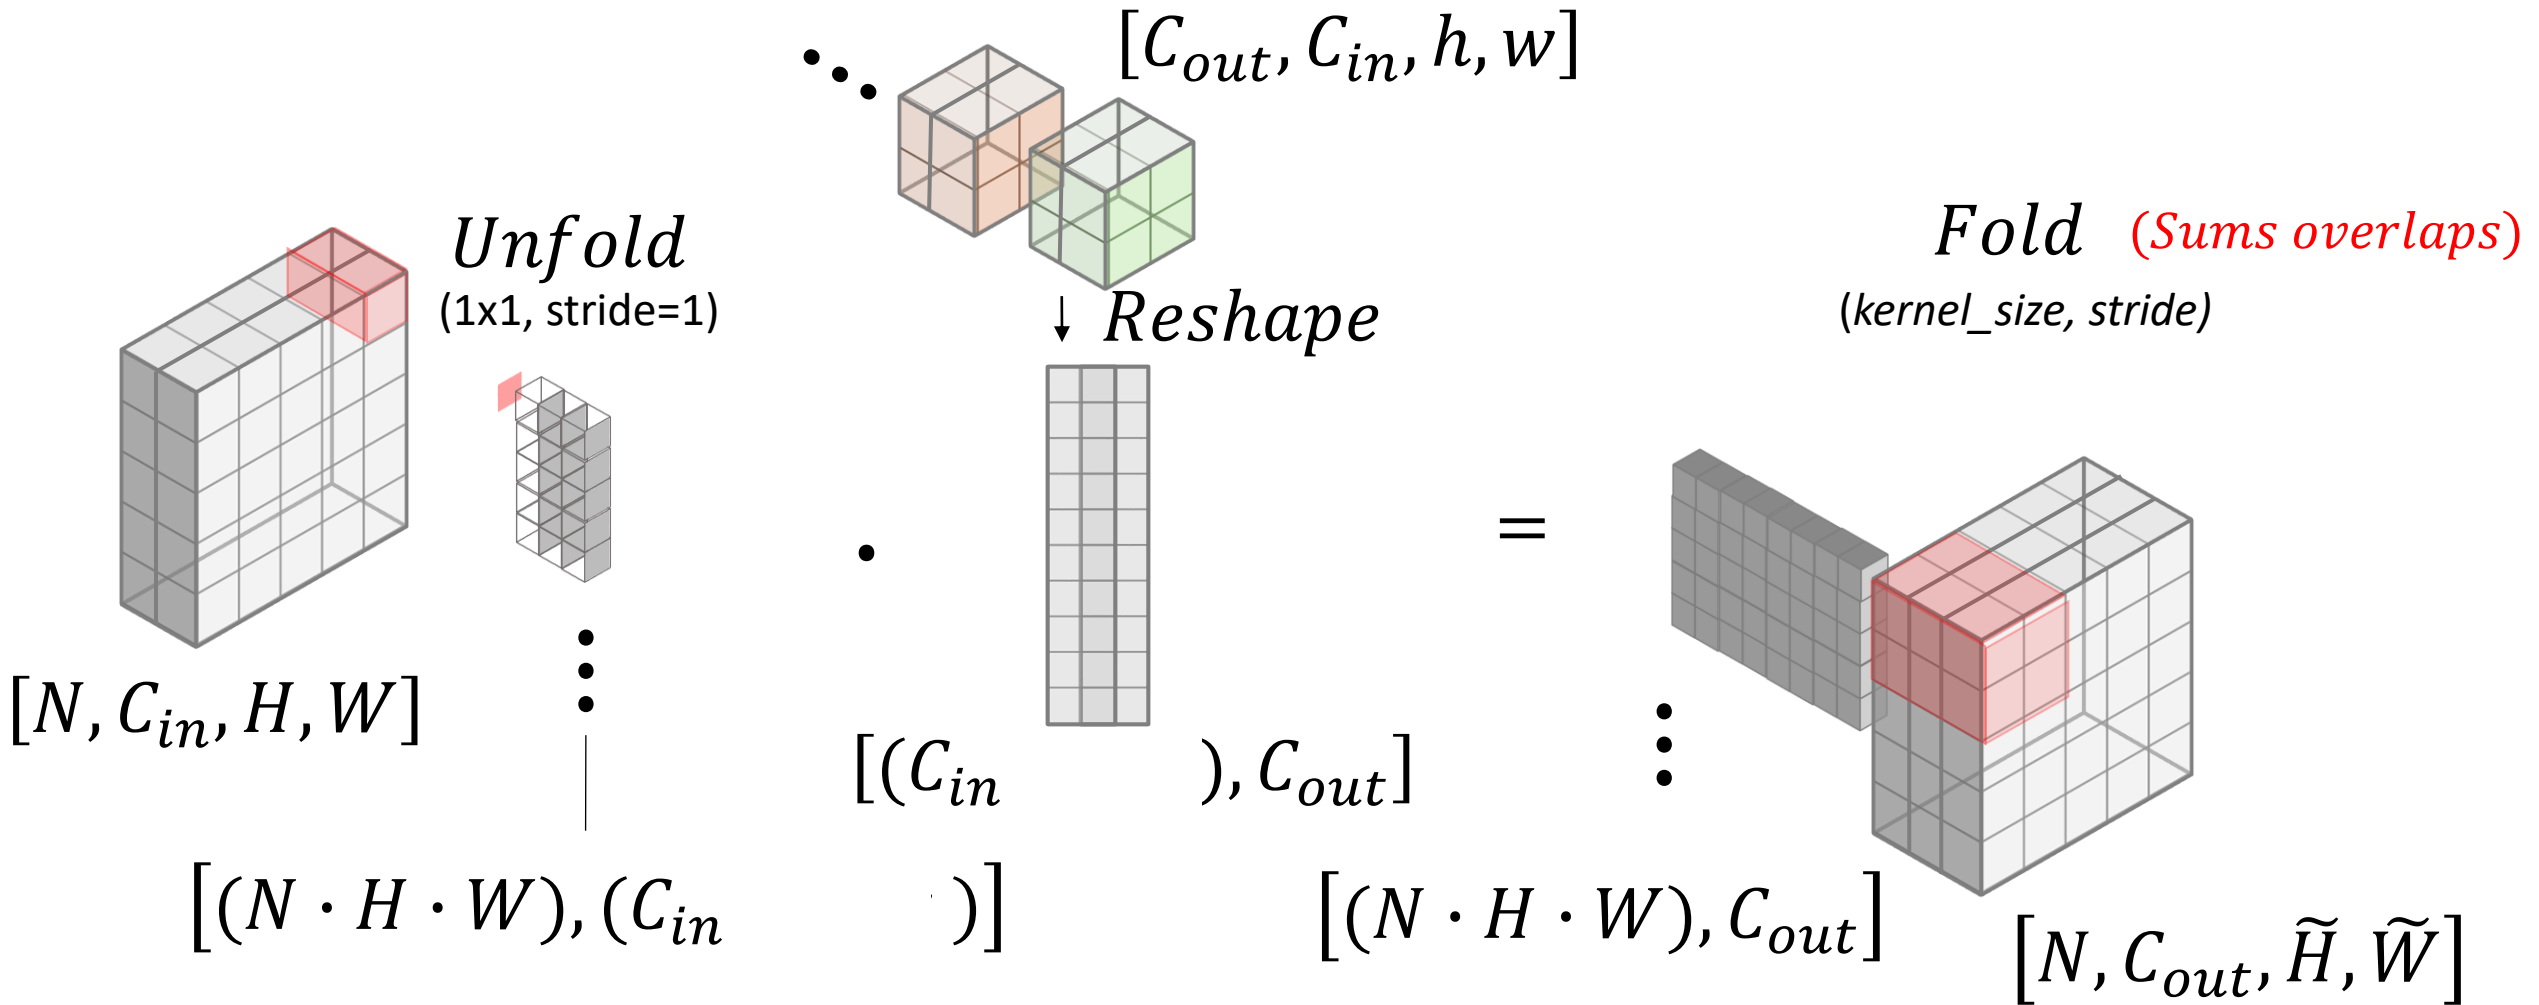 [C_out, C_in, h, w]
Unfold
(1x1, stride=1)
Reshape
Fold (Sums overlaps)
(kernel_size, stride)
·
=
[N, C_in, H, W]
[(C_in ), C_out]
[(N · H · W), (C_in )]
[(N · H · W), C_out]
[N, C_out, H̃, W̃]